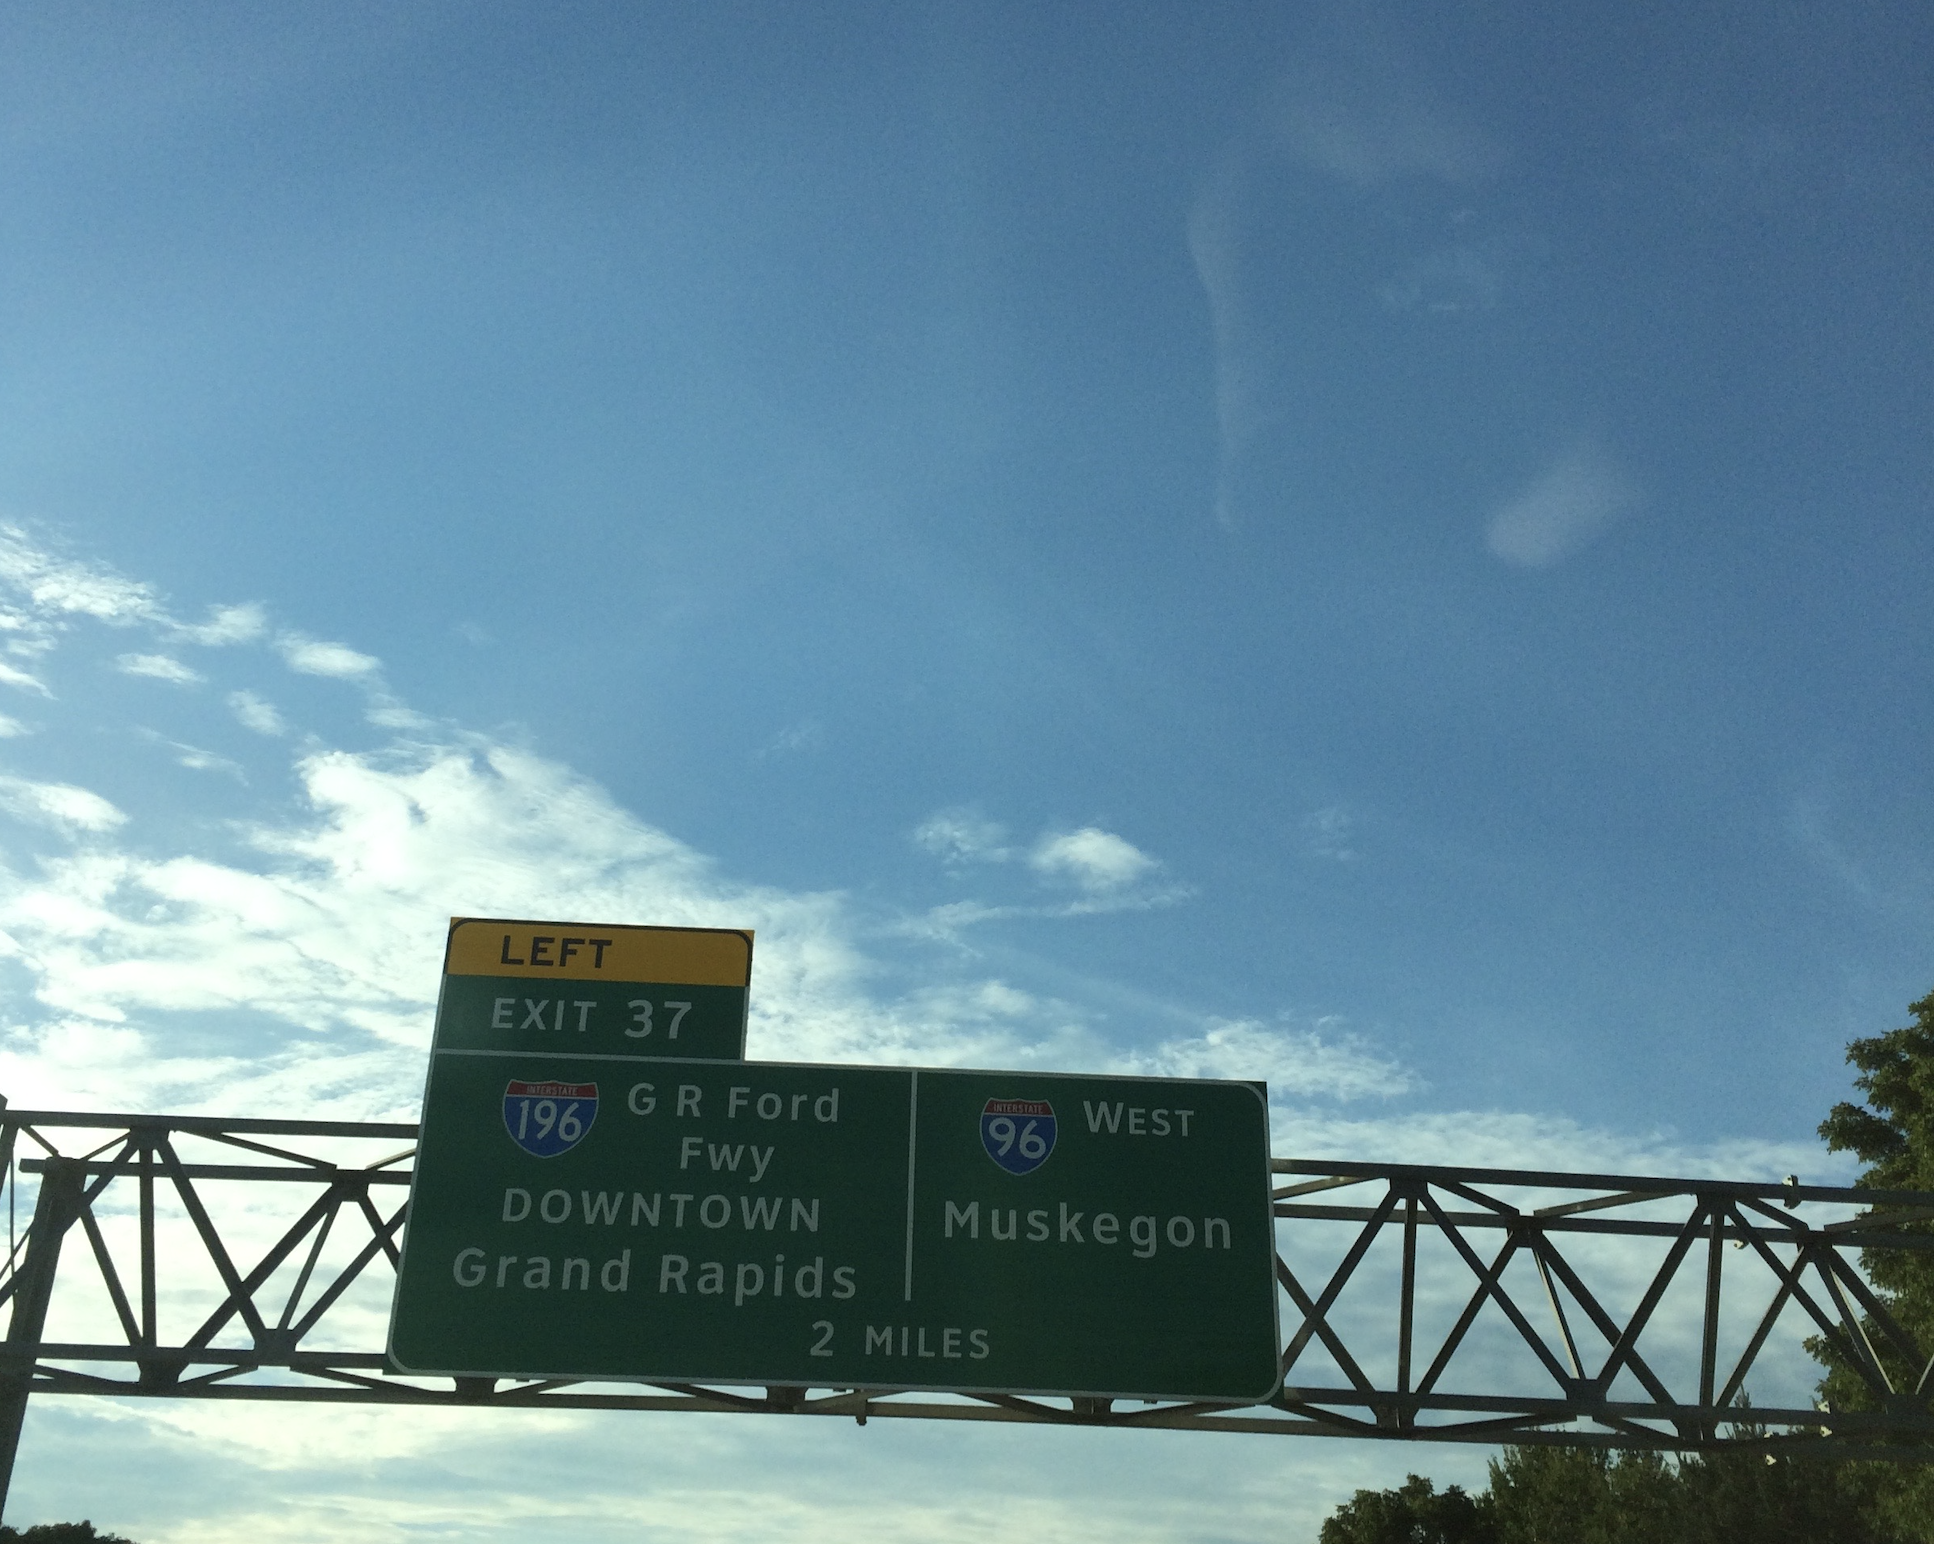 LEFT
EXIT 37
INTERSTATE
196
G R Ford
Fwy
DOWNTOWN
Grand Rapids
INTERSTATE
96
WEST
Muskegon
2 MILES